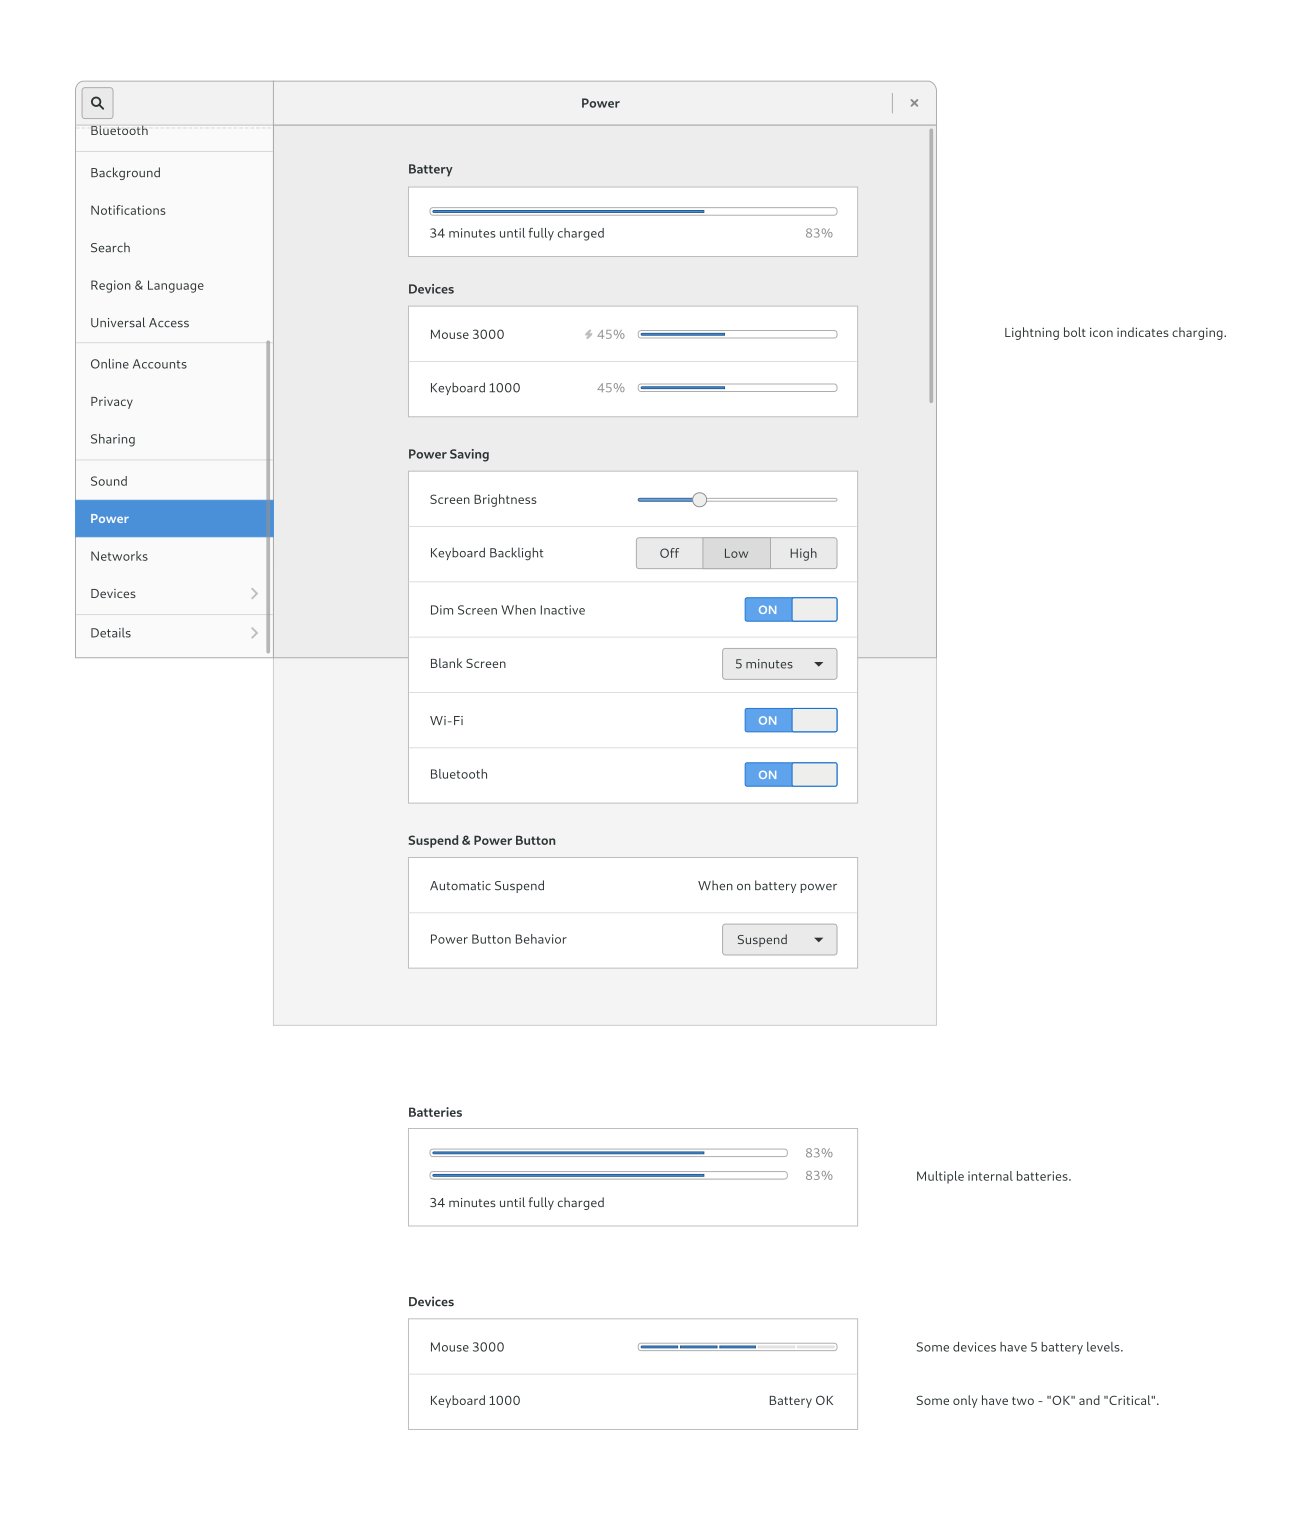 Power
Bluetooth
Background
Notifications
Search
Region & Language
Universal Access
Online Accounts
Privacy
Sharing
Sound
Power
Networks
Devices
Details
Battery
34 minutes until fully charged 83%
Devices
Mouse 3000 45%
Lightning bolt icon indicates charging.
Keyboard 1000 45%
Power Saving
Screen Brightness
Keyboard Backlight Off Low High
Dim Screen When Inactive ON
Blank Screen 5 minutes
Wi-Fi ON
Bluetooth ON
Suspend & Power Button
Automatic Suspend When on battery power
Power Button Behavior Suspend
Batteries
83%
83%
Multiple internal batteries.
34 minutes until fully charged
Devices
Mouse 3000
Some devices have 5 battery levels.
Keyboard 1000 Battery OK
Some only have two - "OK" and "Critical".